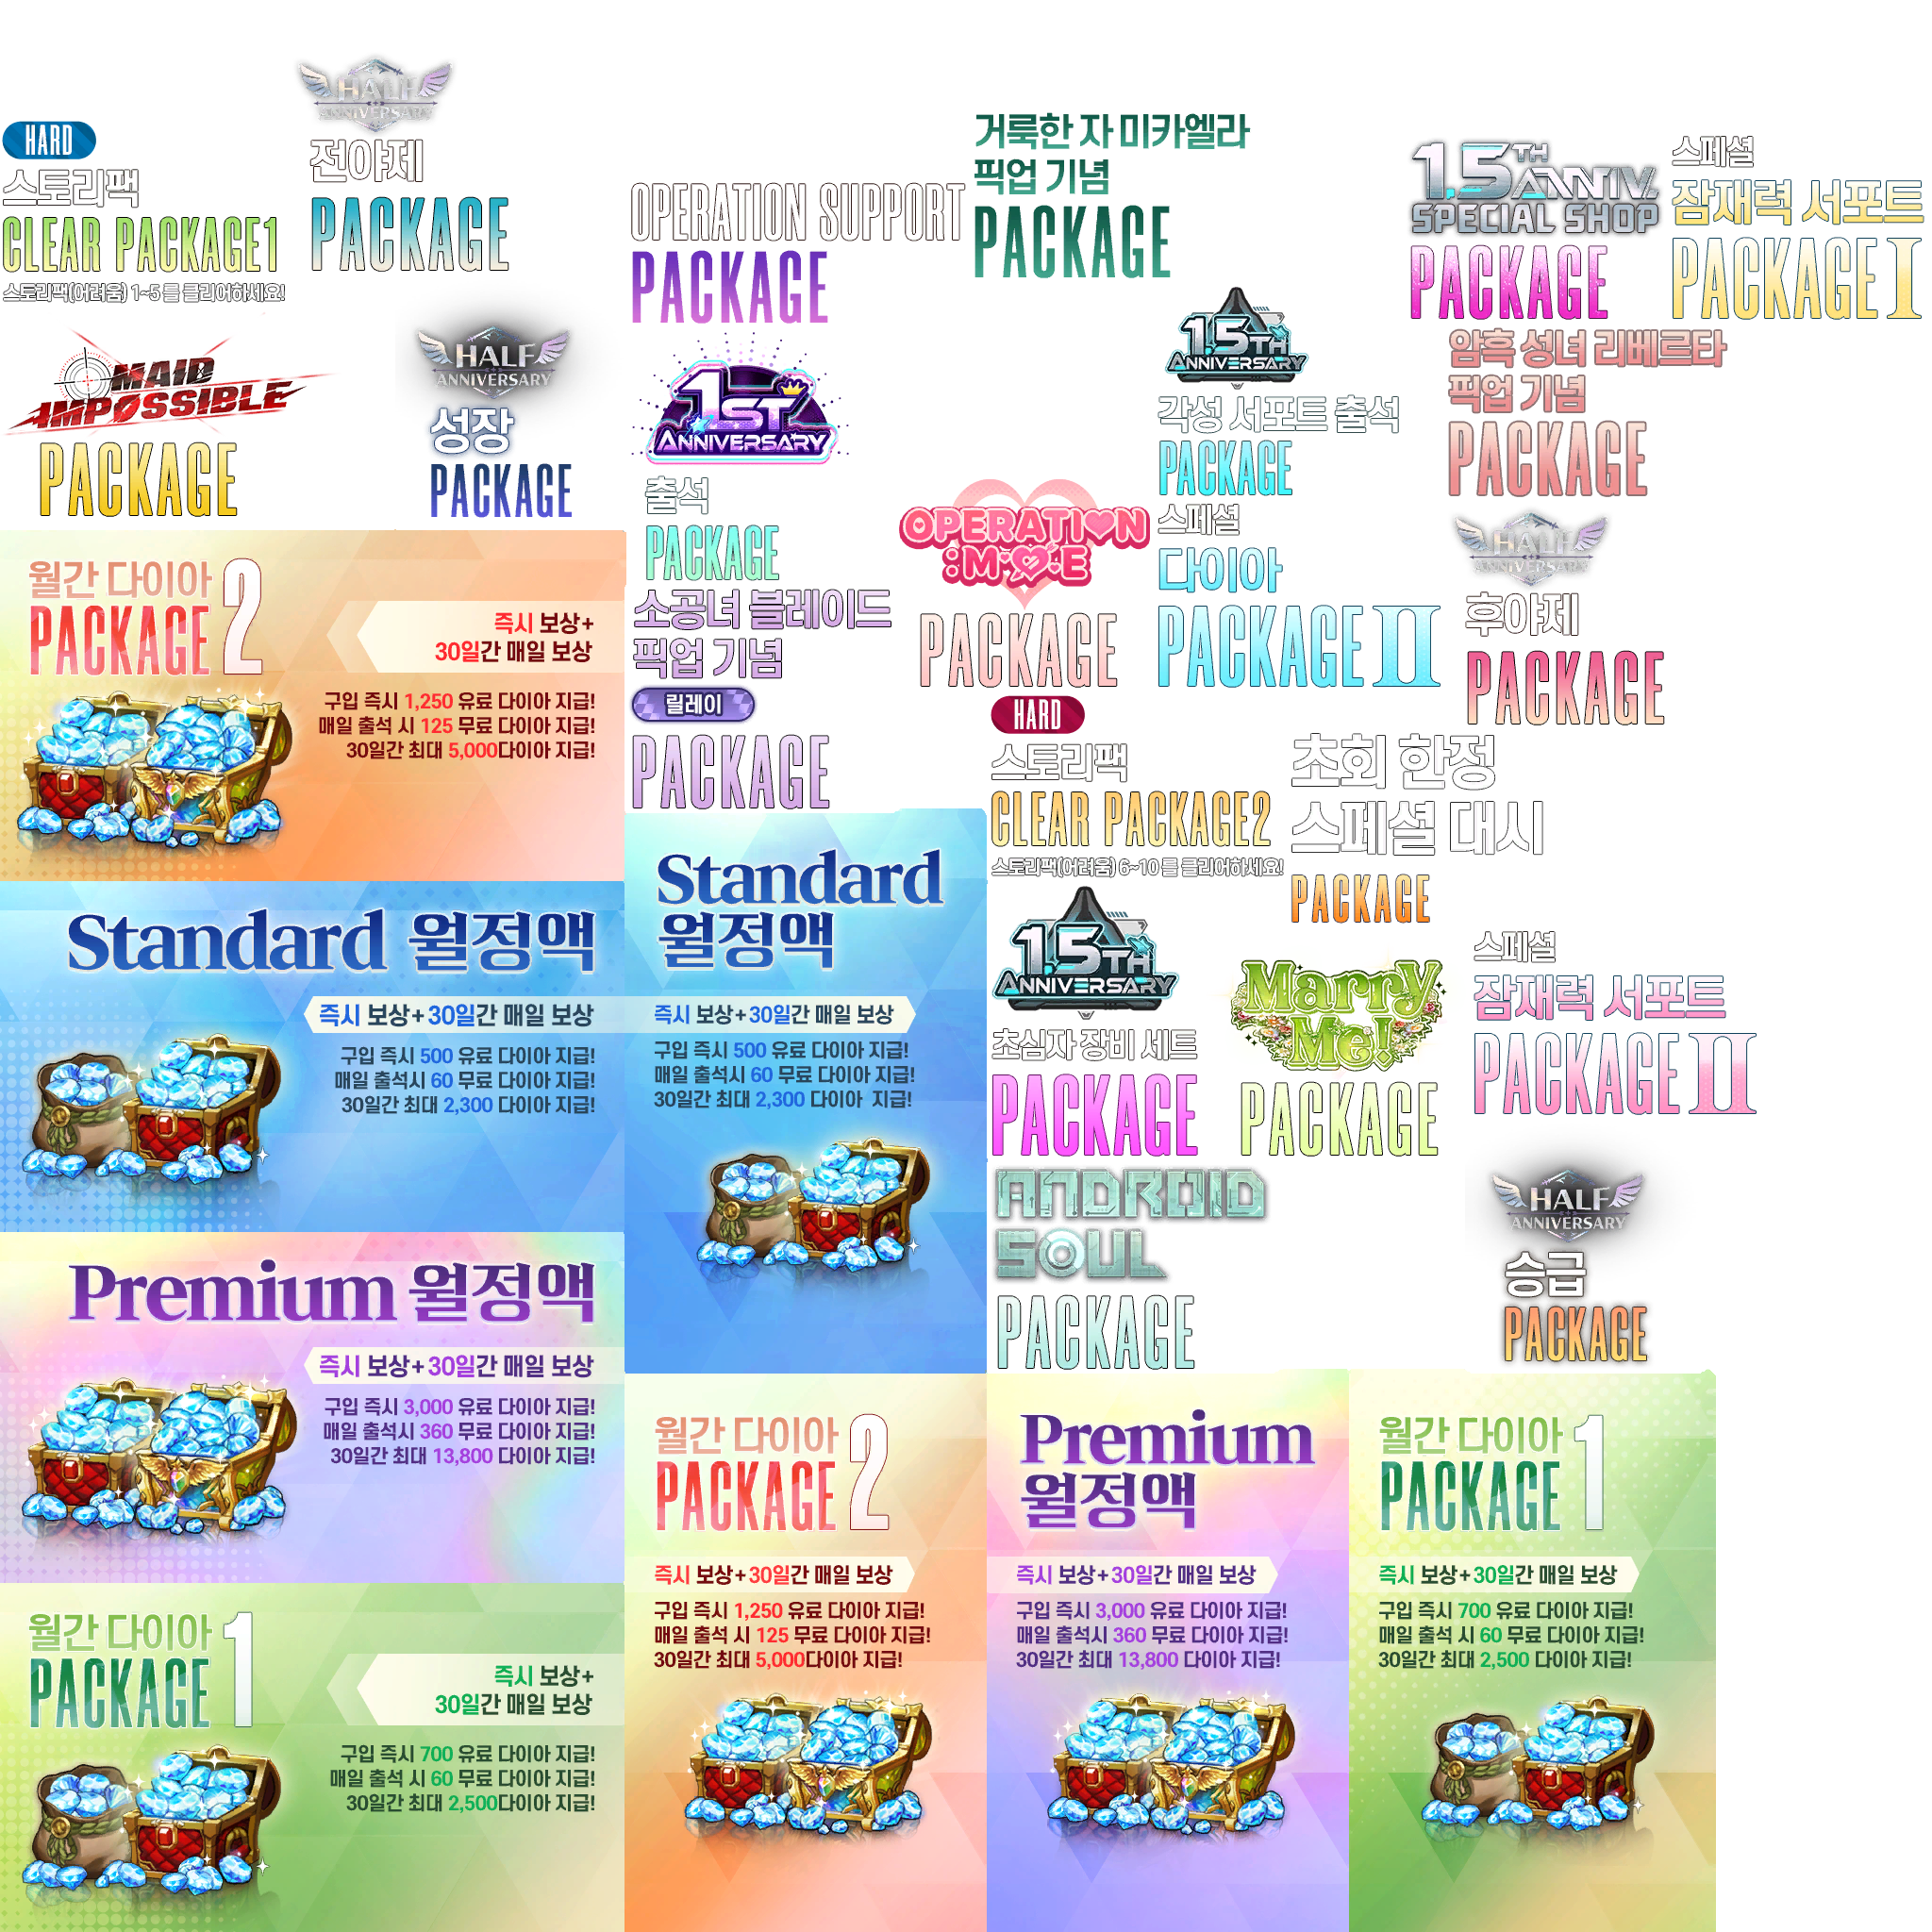 HARD
스토리팩
CLEAR PACKAGE1
스토리팩(어려움) 1~5 를 클리어하세요!
HALF
ANNIVERSARY
전야제
PACKAGE
OPERATION SUPPORT
PACKAGE
거룩한 자 미카엘라
픽업 기념
PACKAGE
1.5TH ANNIV.
SPECIAL SHOP
PACKAGE
스페셜
잠재력 서포트
PACKAGE I
MAID
IMPOSSIBLE
PACKAGE
HALF
ANNIVERSARY
성장
PACKAGE
1ST
ANNIVERSARY
출석
PACKAGE
1.5TH
ANNIVERSARY
각성 서포트 출석
PACKAGE
암흑 성녀 리베르타
픽업 기념
PACKAGE
OPERATION
:MOE
PACKAGE
스페셜
다이아
PACKAGE II
HALF
ANNIVERSARY
후야제
PACKAGE
소공녀 블레이드
픽업 기념
릴레이
PACKAGE
월간 다이아
PACKAGE 2
즉시 보상+
30일간 매일 보상
구입 즉시 1,250 유료 다이아 지급!
매일 출석 시 125 무료 다이아 지급!
30일간 최대 5,000다이아 지급!
HARD
스토리팩
CLEAR PACKAGE2
스토리팩(어려움) 6~10 를 클리어하세요!
초회 한정
스페셜 대시
PACKAGE
Standard 월정액
즉시 보상+30일간 매일 보상
구입 즉시 500 유료 다이아 지급!
매일 출석시 60 무료 다이아 지급!
30일간 최대 2,300 다이아 지급!
Standard
월정액
즉시 보상+30일간 매일 보상
구입 즉시 500 유료 다이아 지급!
매일 출석시 60 무료 다이아 지급!
30일간 최대 2,300 다이아 지급!
1.5TH
ANNIVERSARY
초심자 장비 세트
PACKAGE
Marry
Me!
PACKAGE
스페셜
잠재력 서포트
PACKAGE II
ANDROID
SOUL
PACKAGE
HALF
ANNIVERSARY
승급
PACKAGE
Premium 월정액
즉시 보상+30일간 매일 보상
구입 즉시 3,000 유료 다이아 지급!
매일 출석시 360 무료 다이아 지급!
30일간 최대 13,800 다이아 지급!
월간 다이아
PACKAGE 1
즉시 보상+
30일간 매일 보상
구입 즉시 700 유료 다이아 지급!
매일 출석 시 60 무료 다이아 지급!
30일간 최대 2,500다이아 지급!
월간 다이아
PACKAGE 2
즉시 보상+30일간 매일 보상
구입 즉시 1,250 유료 다이아 지급!
매일 출석 시 125 무료 다이아 지급!
30일간 최대 5,000다이아 지급!
Premium
월정액
즉시 보상+30일간 매일 보상
구입 즉시 3,000 유료 다이아 지급!
매일 출석시 360 무료 다이아 지급!
30일간 최대 13,800 다이아 지급!
월간 다이아
PACKAGE 1
즉시 보상+30일간 매일 보상
구입 즉시 700 유료 다이아 지급!
매일 출석 시 60 무료 다이아 지급!
30일간 최대 2,500 다이아 지급!